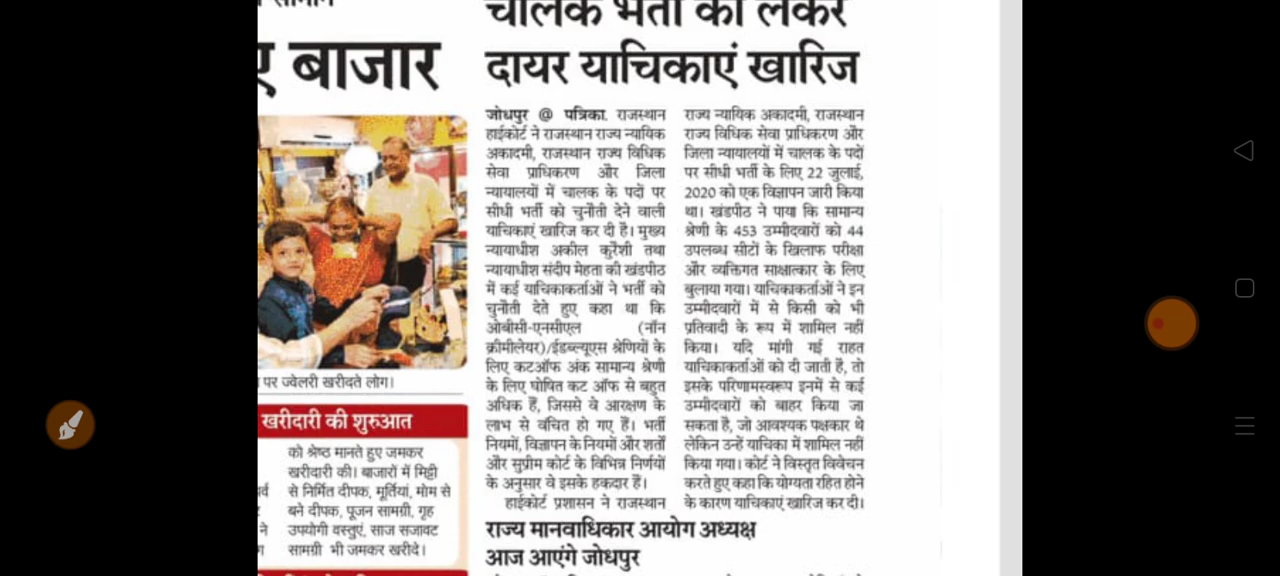 ए बाजार
पर ज्वेलरी खरीदते लोग।
खरीदारी की शुरुआत
को श्रेष्ठ मानते हुए जमकर
खरीदारी की। बाजारों में मिट्टी
से निर्मित दीपक, मूर्तियां, मोम से
बने दीपक, पूजन सामग्री, गृह
उपयोगी वस्तुएं, साज सजावट
सामग्री भी जमकर खरीदे।
चालक भर्ती को लेकर
दायर याचिकाएं खारिज
जोधपुर @ पत्रिका. राजस्थान
हाईकोर्ट ने राजस्थान राज्य न्यायिक
अकादमी, राजस्थान राज्य विधिक
सेवा प्राधिकरण और जिला
न्यायालयों में चालक के पदों पर
सीधी भर्ती को चुनौती देने वाली
याचिकाएं खारिज कर दी है। मुख्य
न्यायाधीश अकील कुरैशी तथा
न्यायाधीश संदीप मेहता की खंडपीठ
में कई याचिकाकर्ताओं ने भर्ती को
चुनौती देते हुए कहा था कि
ओबीसी-एनसीएल (नॉन
क्रीमीलेयर)/ईडब्ल्यूएस श्रेणियों के
लिए कटऑफ अंक सामान्य श्रेणी
के लिए घोषित कट ऑफ से बहुत
अधिक हैं, जिससे वे आरक्षण के
लाभ से वंचित हो गए हैं। भर्ती
नियमों, विज्ञापन के नियमों और शर्तों
और सुप्रीम कोर्ट के विभिन्न निर्णयों
के अनुसार वे इसके हकदार हैं।
हाईकोर्ट प्रशासन ने राजस्थान
राज्य न्यायिक अकादमी, राजस्थान
राज्य विधिक सेवा प्राधिकरण और
जिला न्यायालयों में चालक के पदों
पर सीधी भर्ती के लिए 22 जुलाई,
2020 को एक विज्ञापन जारी किया
था। खंडपीठ ने पाया कि सामान्य
श्रेणी के 453 उम्मीदवारों को 44
उपलब्ध सीटों के खिलाफ परीक्षा
और व्यक्तिगत साक्षात्कार के लिए
बुलाया गया। याचिकाकर्ताओं ने इन
उम्मीदवारों में से किसी को भी
प्रतिवादी के रूप में शामिल नहीं
किया। यदि मांगी गई राहत
याचिकाकर्ताओं को दी जाती है, तो
इसके परिणामस्वरूप इनमें से कई
उम्मीदवारों को बाहर किया जा
सकता है, जो आवश्यक पक्षकार थे
लेकिन उन्हें याचिका में शामिल नहीं
किया गया। कोर्ट ने विस्तृत विवेचन
करते हुए कहा कि योग्यता रहित होने
के कारण याचिकाएं खारिज कर दी।
राज्य मानवाधिकार आयोग अध्यक्ष
आज आएंगे जोधपुर